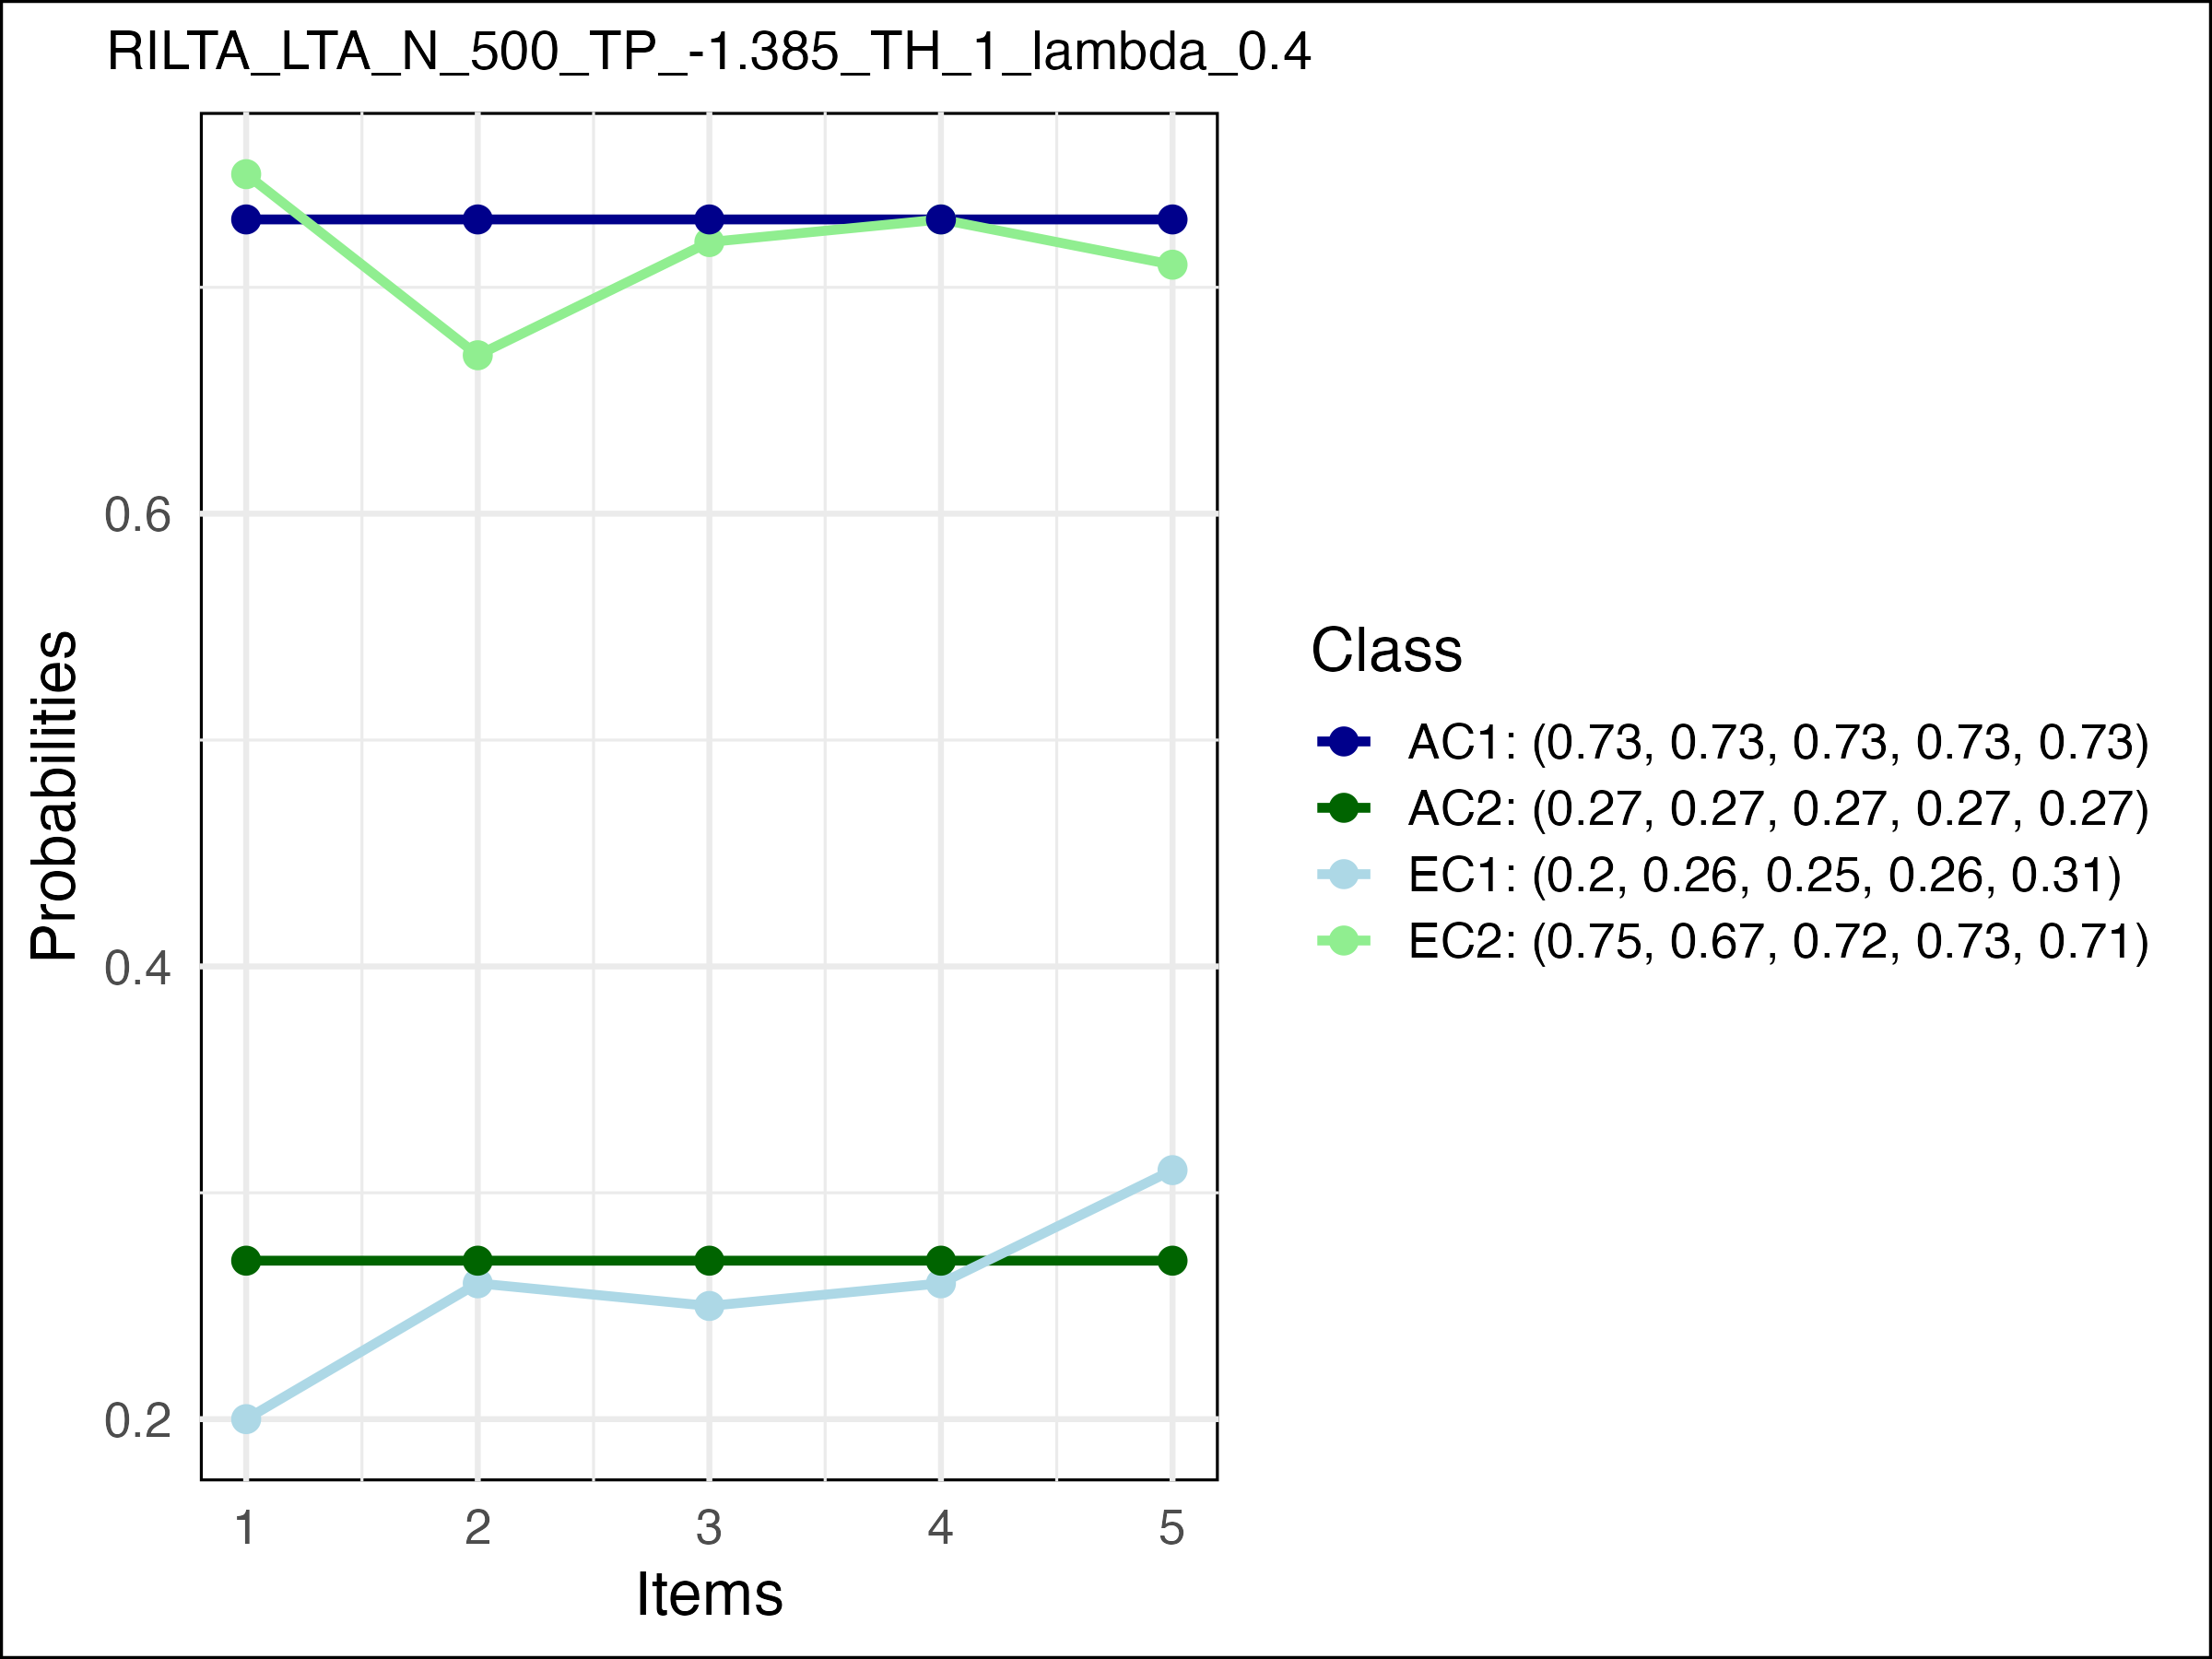 RILTA_LTA_N_500_TP_-1.385_TH_1_lambda_0.4
Probabilities
0.6
0.4
0.2
1 2 3 4 5
Items
Class
AC1: (0.73, 0.73, 0.73, 0.73, 0.73)
AC2: (0.27, 0.27, 0.27, 0.27, 0.27)
EC1: (0.2, 0.26, 0.25, 0.26, 0.31)
EC2: (0.75, 0.67, 0.72, 0.73, 0.71)